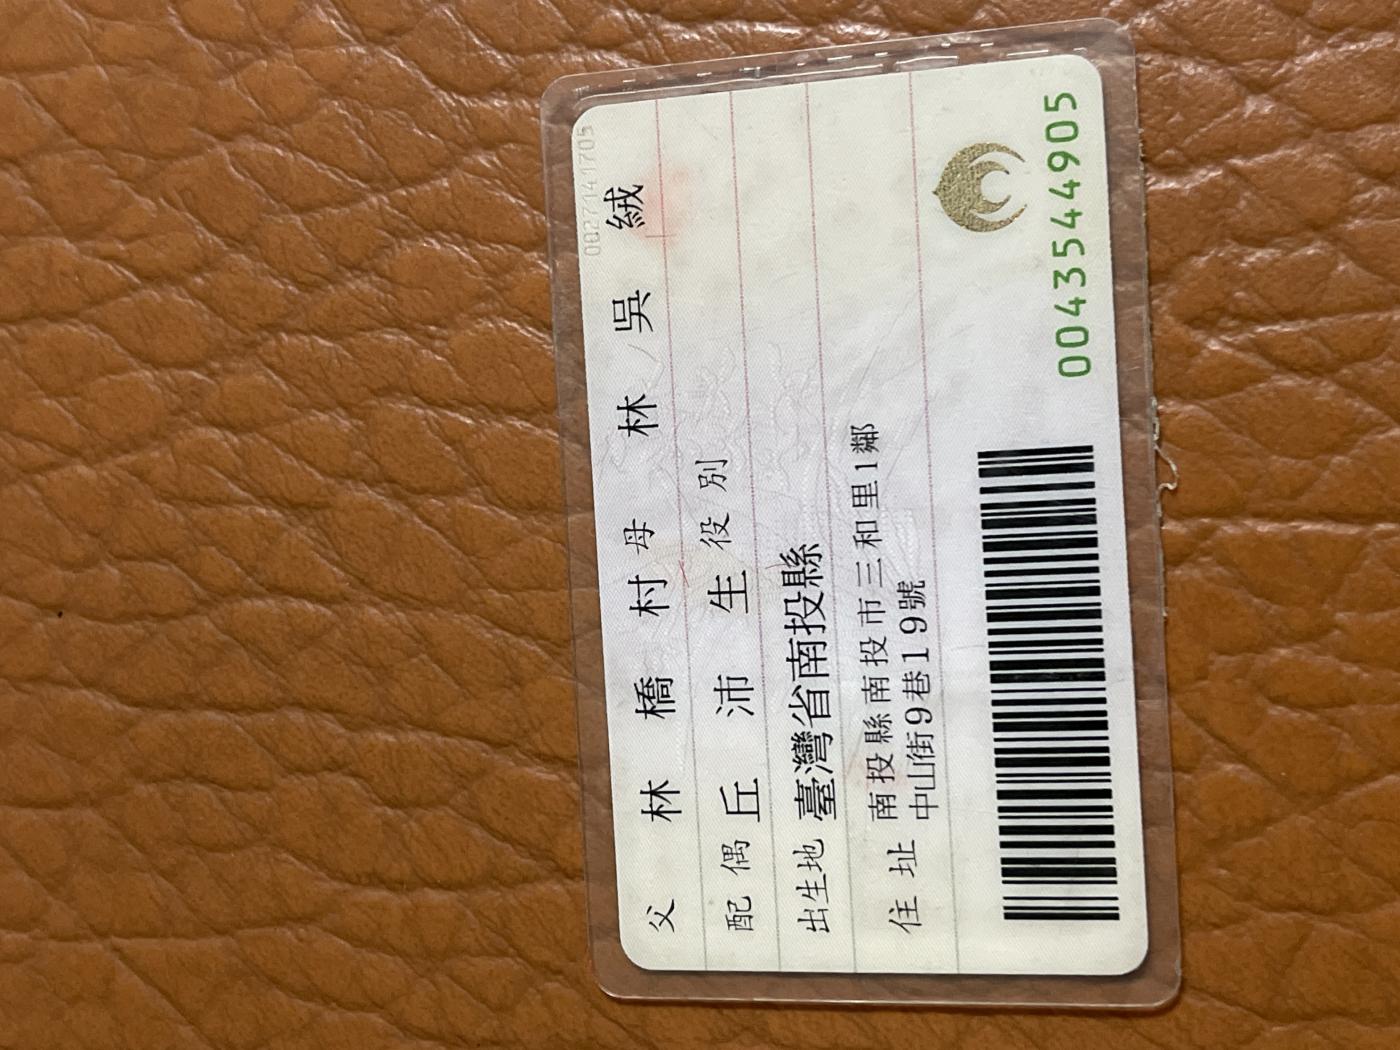 0027141705
父 林橋村 母 林吳絨
配偶 丘沛生 役別
出生地 臺灣省南投縣
住址 南投縣南投市三和里1鄰
中山街9巷19號
0043544905